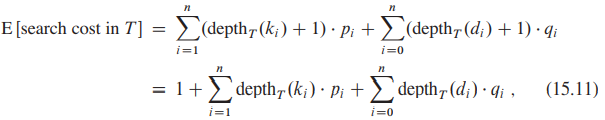 E [search cost in T] = ∑_{i=1}^{n} (depth_T(k_i) + 1) · p_i + ∑_{i=0}^{n} (depth_T(d_i) + 1) · q_i
= 1 + ∑_{i=1}^{n} depth_T(k_i) · p_i + ∑_{i=0}^{n} depth_T(d_i) · q_i , (15.11)